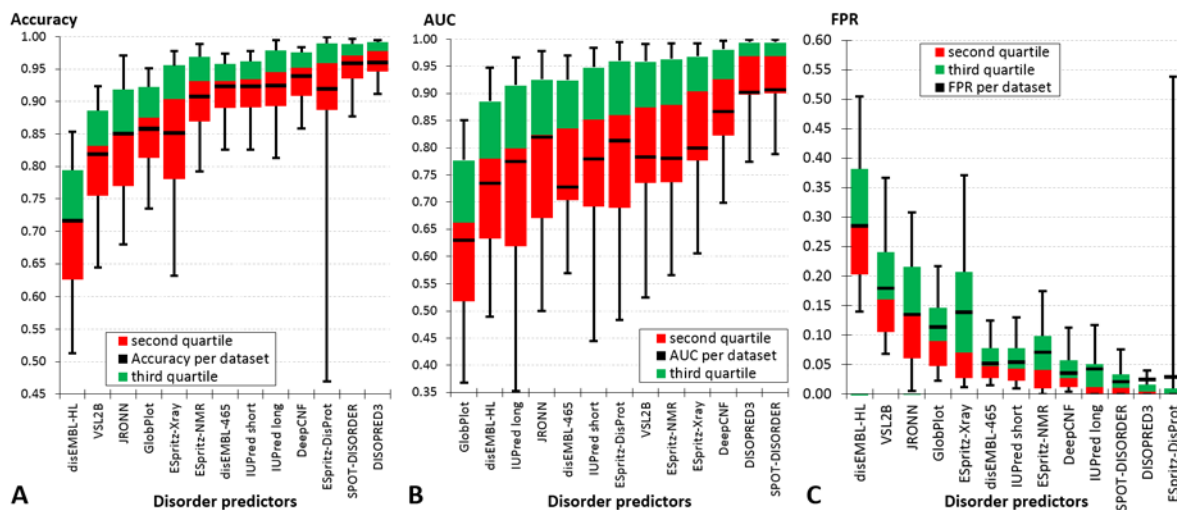 Accuracy
1.00
0.95
0.90
0.85
0.80
0.75
0.70
0.65
0.60
0.55
0.50
0.45
second quartile
Accuracy per dataset
third quartile
disEMBL-HL
VSL2B
JRONN
GlobPlot
ESpritz-Xray
ESpritz-NMR
disEMBL-465
IUPred short
IUPred long
DeepCNF
ESpritz-DisProt
SPOT-DISORDER
DISOPRED3
A
Disorder predictors
AUC
1.00
0.95
0.90
0.85
0.80
0.75
0.70
0.65
0.60
0.55
0.50
0.45
0.40
0.35
second quartile
AUC per dataset
third quartile
GlobPlot
disEMBL-HL
IUPred long
JRONN
disEMBL-465
IUPred short
ESpritz-DisProt
VSL2B
ESpritz-NMR
ESpritz-Xray
DeepCNF
DISOPRED3
SPOT-DISORDER
B
Disorder predictors
FPR
0.60
0.55
0.50
0.45
0.40
0.35
0.30
0.25
0.20
0.15
0.10
0.05
0.00
second quartile
third quartile
FPR per dataset
disEMBL-HL
VSL2B
JRONN
GlobPlot
ESpritz-Xray
disEMBL-465
IUPred short
ESpritz-NMR
DeepCNF
IUPred long
SPOT-DISORDER
DISOPRED3
ESpritz-DisProt
C
Disorder predictors